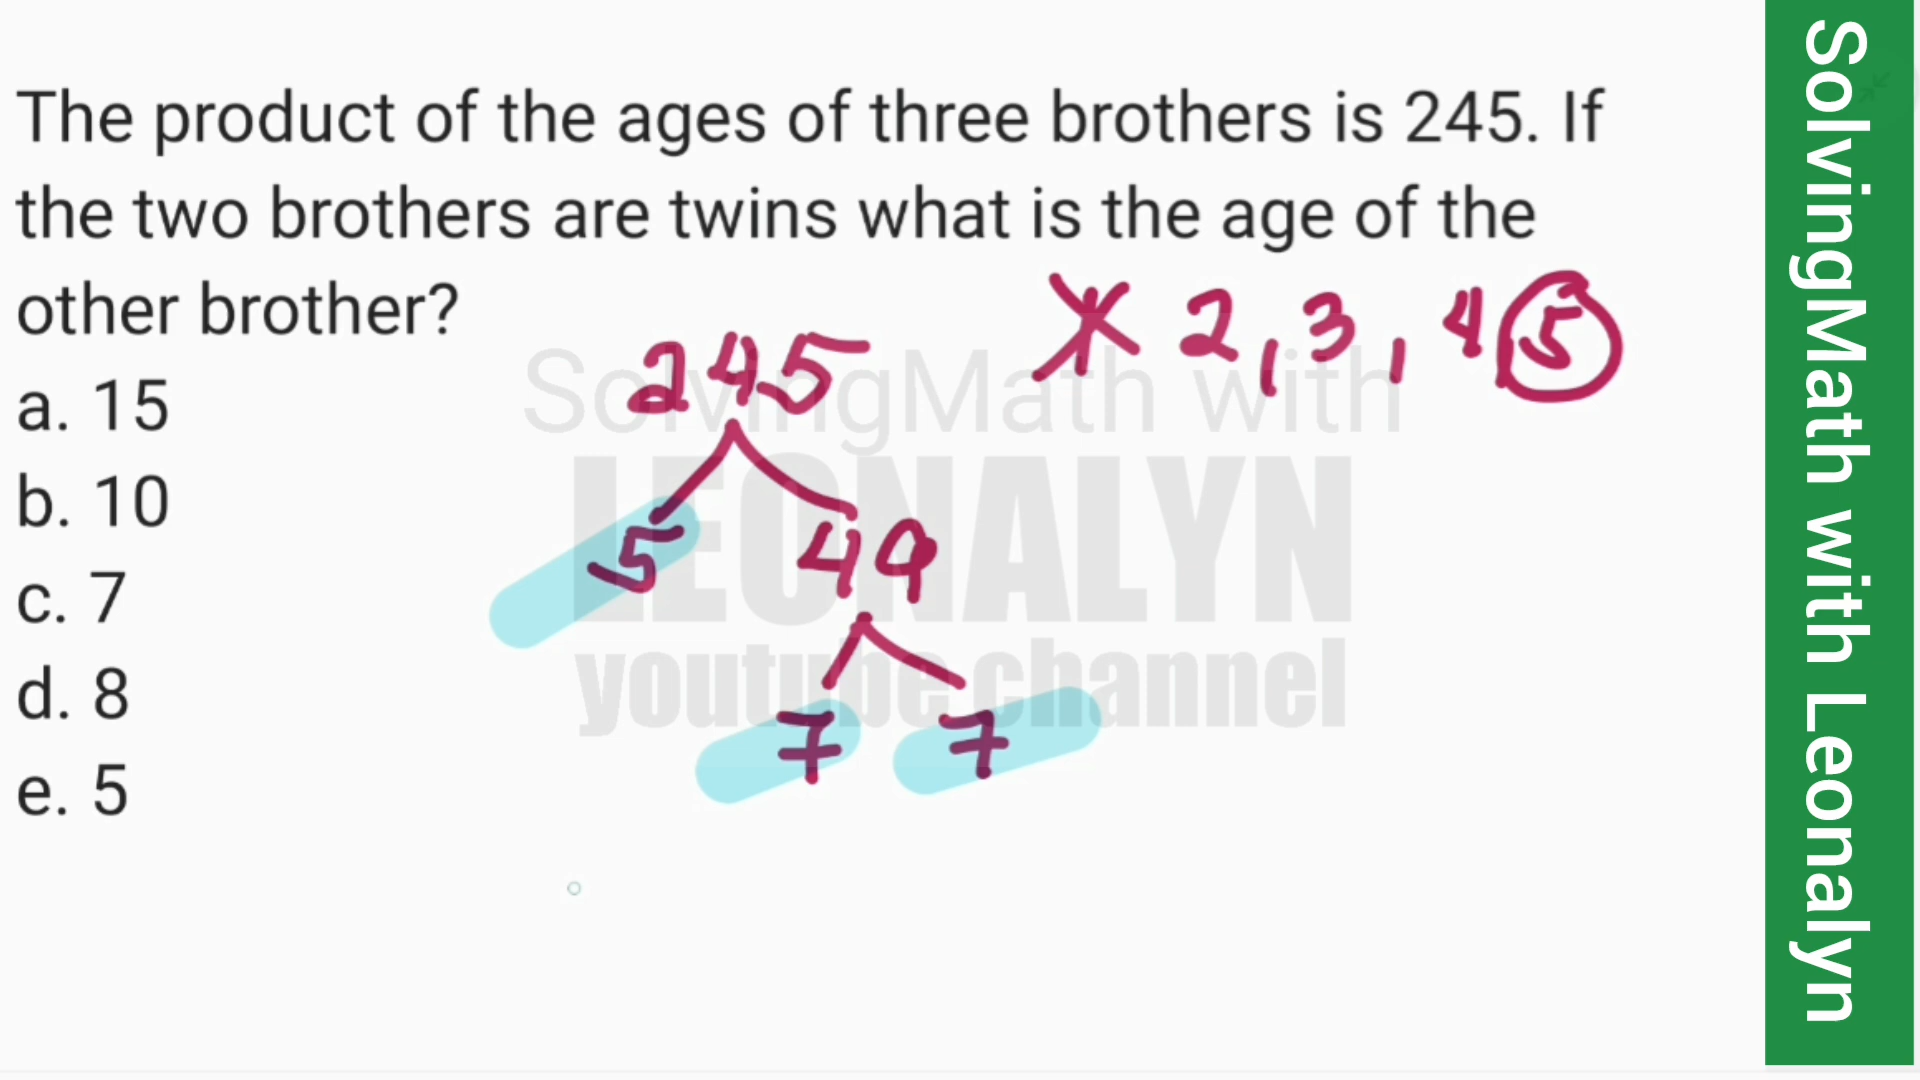 The product of the ages of three brothers is 245. If
the two brothers are twins what is the age of the
other brother?
a. 15
b. 10
c. 7
d. 8
e. 5
1 2, 3, 4 5
245
5 49
7 7
SolvingMath with
LEONALYN
youtube channel
SolvingMath with Leonalyn